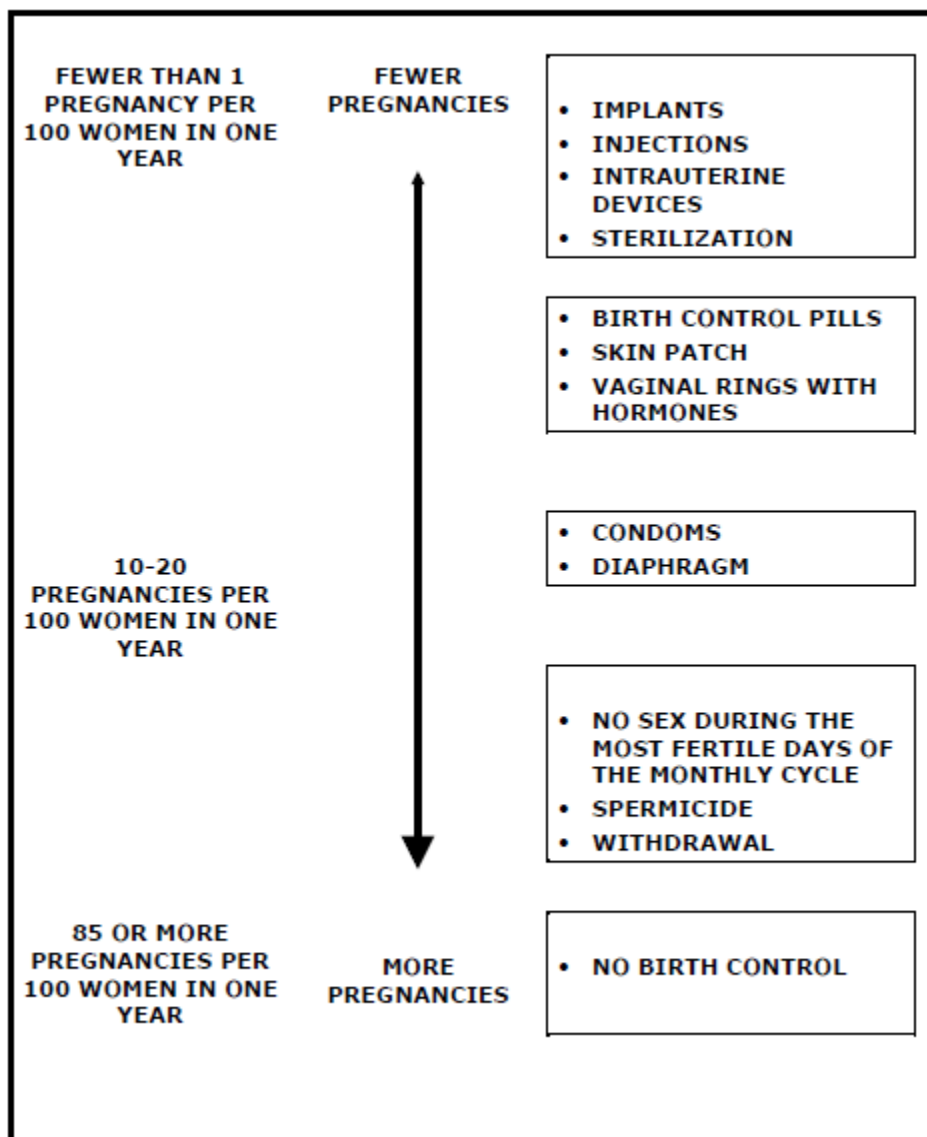 FEWER THAN 1
PREGNANCY PER
100 WOMEN IN ONE
YEAR
FEWER
PREGNANCIES
• IMPLANTS
• INJECTIONS
• INTRAUTERINE
DEVICES
• STERILIZATION
• BIRTH CONTROL PILLS
• SKIN PATCH
• VAGINAL RINGS WITH
HORMONES
10-20
PREGNANCIES PER
100 WOMEN IN ONE
YEAR
• CONDOMS
• DIAPHRAGM
• NO SEX DURING THE
MOST FERTILE DAYS OF
THE MONTHLY CYCLE
• SPERMICIDE
• WITHDRAWAL
85 OR MORE
PREGNANCIES PER
100 WOMEN IN ONE
YEAR
MORE
PREGNANCIES
• NO BIRTH CONTROL